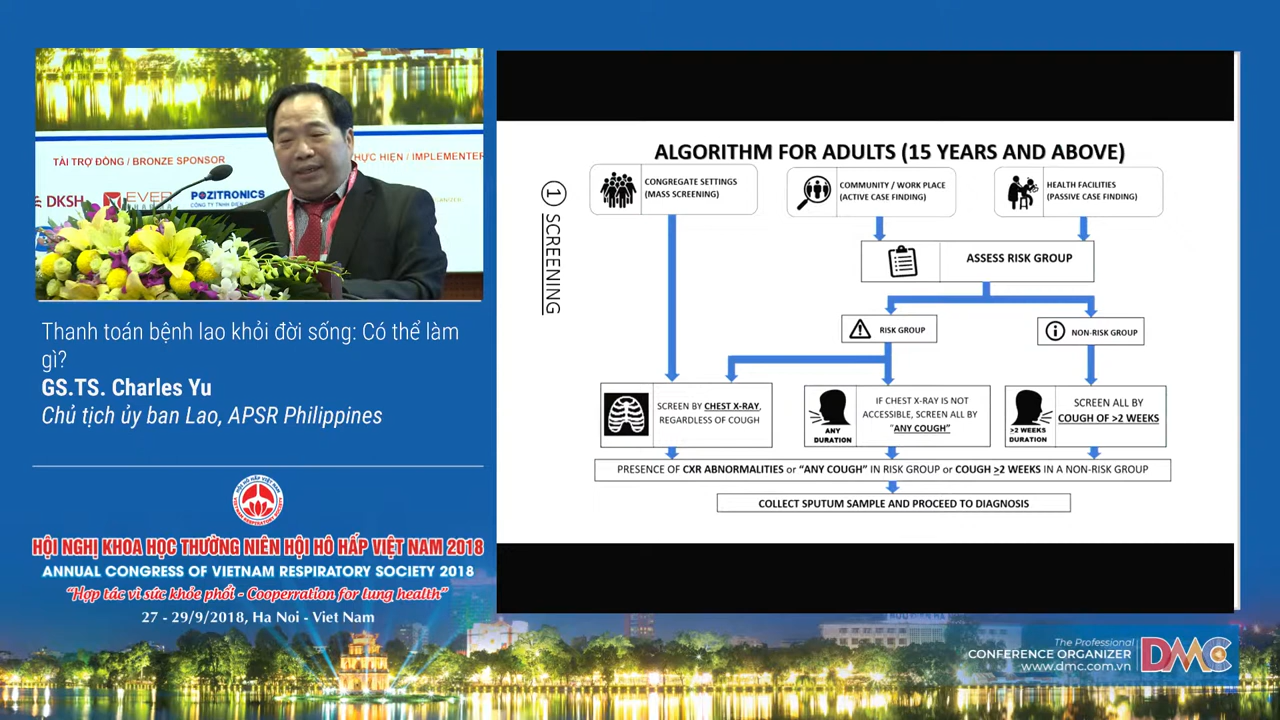 TÀI TRỢ ĐỒNG / BRONZE SPONSOR
HỰC HIỆN / IMPLEMENTER
DKSH
EVER
PHARMA
POZITRONICS
Thanh toán bệnh lao khỏi đời sống: Có thể làm
gì?
GS.TS. Charles Yu
Chủ tịch ủy ban Lao, APSR Philippines
HỘI HÔ HẤP VIỆT NAM
HỘI NGHỊ KHOA HỌC THƯỜNG NIÊN HỘI HÔ HẤP VIỆT NAM 2018
ANNUAL CONGRESS OF VIETNAM RESPIRATORY SOCIETY 2018
“Hợp tác vì sức khỏe phổi - Cooperration for lung health”
27 - 29/9/2018, Ha Noi - Viet Nam
ALGORITHM FOR ADULTS (15 YEARS AND ABOVE)
① SCREENING
CONGREGATE SETTINGS
(MASS SCREENING)
COMMUNITY / WORK PLACE
(ACTIVE CASE FINDING)
HEALTH FACILITIES
(PASSIVE CASE FINDING)
ASSESS RISK GROUP
RISK GROUP
NON-RISK GROUP
SCREEN BY CHEST X-RAY,
REGARDLESS OF COUGH
ANY
DURATION
IF CHEST X-RAY IS NOT
ACCESSIBLE, SCREEN ALL BY
“ANY COUGH”
>2 WEEKS
DURATION
SCREEN ALL BY
COUGH OF >2 WEEKS
PRESENCE OF CXR ABNORMALITIES or “ANY COUGH” IN RISK GROUP or COUGH ≥2 WEEKS IN A NON-RISK GROUP
COLLECT SPUTUM SAMPLE AND PROCEED TO DIAGNOSIS
The Professional
CONFERENCE ORGANIZER
www.dmc.com.vn
DMC